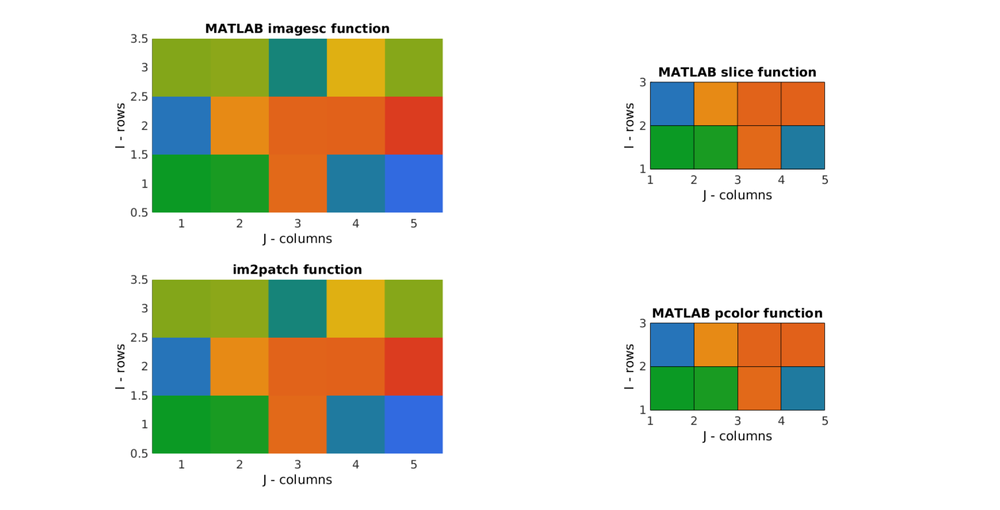 MATLAB imagesc function
3.5
3
2.5
2
1.5
1
0.5
I - rows
1 2 3 4 5
J - columns
MATLAB slice function
3
2
1
I - rows
1 2 3 4 5
J - columns
im2patch function
3.5
3
2.5
2
1.5
1
0.5
I - rows
1 2 3 4 5
J - columns
MATLAB pcolor function
3
2
1
I - rows
1 2 3 4 5
J - columns